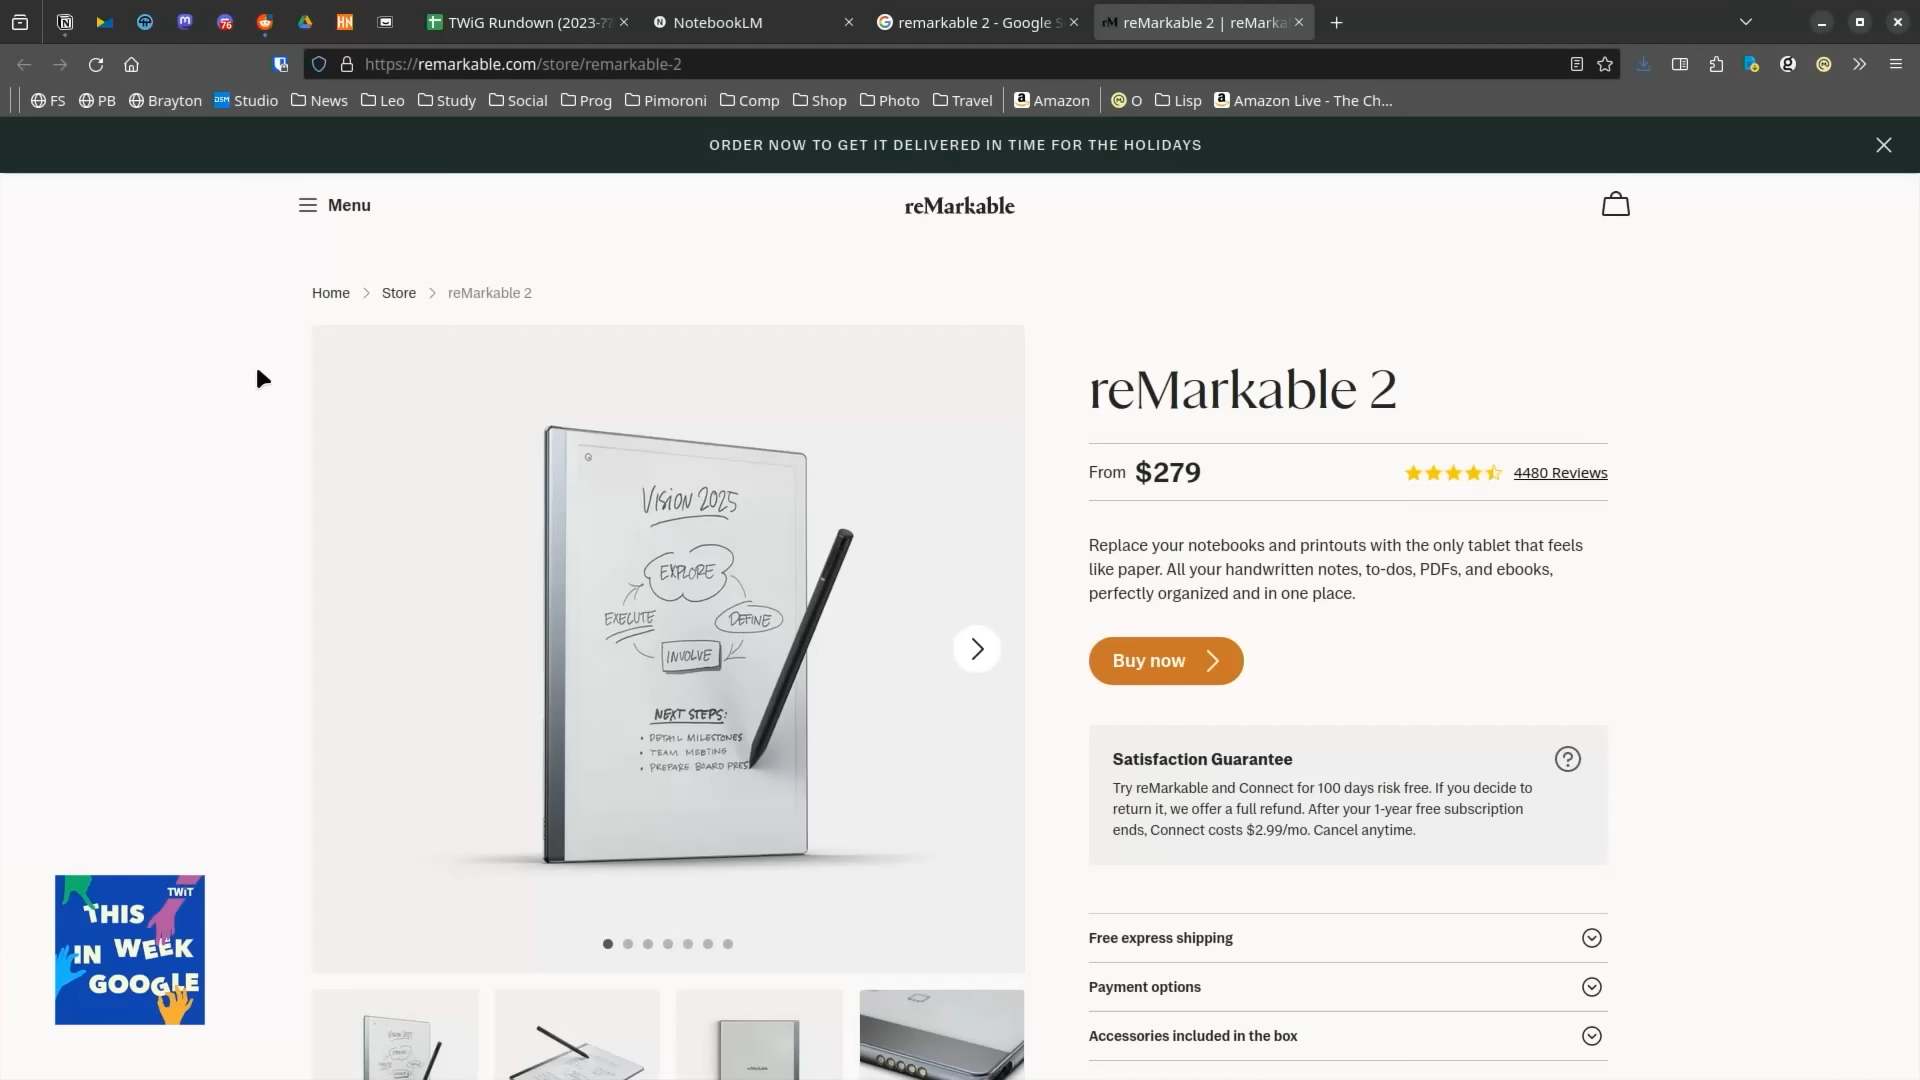 TWiG Rundown (2023-??
NotebookLM
remarkable 2 - Google S
reMarkable 2 | reMarka
https://remarkable.com/store/remarkable-2
FS PB Brayton Studio News Leo Study Social Prog Pimoroni Comp Shop Photo Travel Amazon O Lisp Amazon Live - The Ch...
ORDER NOW TO GET IT DELIVERED IN TIME FOR THE HOLIDAYS
Menu
reMarkable
Home > Store > reMarkable 2
reMarkable 2
From $279
4480 Reviews
Replace your notebooks and printouts with the only tablet that feels
like paper. All your handwritten notes, to-dos, PDFs, and ebooks,
perfectly organized and in one place.
Buy now
Satisfaction Guarantee
Try reMarkable and Connect for 100 days risk free. If you decide to
return it, we offer a full refund. After your 1-year free subscription
ends, Connect costs $2.99/mo. Cancel anytime.
Free express shipping
Payment options
Accessories included in the box
VISION 2025
EXPLORE
EXECUTE
DEFINE
INVOLVE
NEXT STEPS:
• DETAIL MILESTONES
• TEAM MEETING
• PREPARE BOARD PRES
TWiT
THIS
IN WEEK
GOOGLE